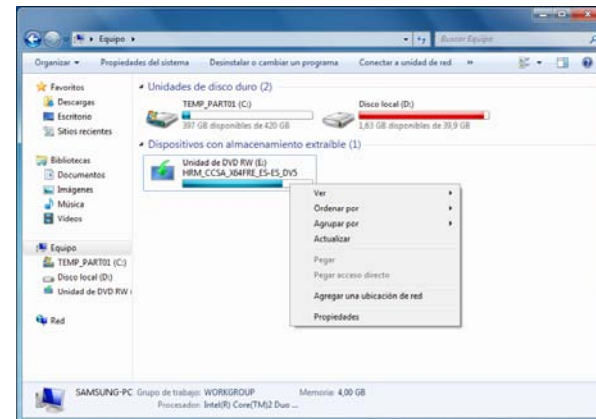 Equipo
Buscar Equipo
Organizar
Propiedades del sistema
Desinstalar o cambiar un programa
Conectar a unidad de red
»
Favoritos
Descargas
Escritorio
Sitios recientes
Bibliotecas
Documentos
Imágenes
Música
Vídeos
Equipo
TEMP_PART01 (C:)
Disco local (D:)
Unidad de DVD RW (
Red
Unidades de disco duro (2)
TEMP_PART01 (C:)
397 GB disponibles de 420 GB
Disco local (D:)
1,63 GB disponibles de 39,9 GB
Dispositivos con almacenamiento extraíble (1)
Unidad de DVD RW (E:)
HRM_CCSA_X64FRE_ES-ES_DV5
Ver
Ordenar por
Agrupar por
Actualizar
Pegar
Pegar acceso directo
Agregar una ubicación de red
Propiedades
SAMSUNG-PC Grupo de trabajo: WORKGROUP Memoria: 4,00 GB
Procesador: Intel(R) Core(TM)2 Duo ...